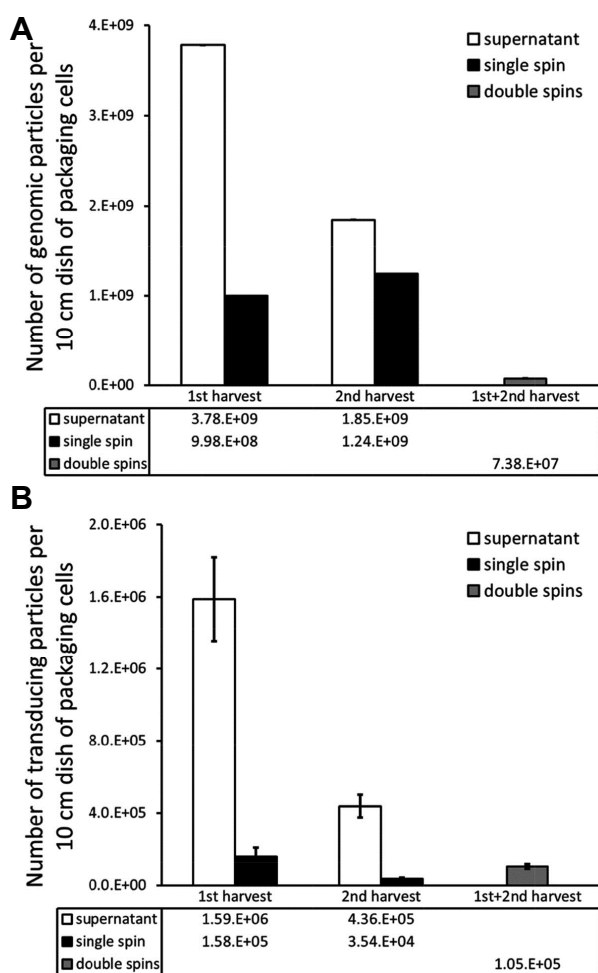 A
Number of genomic particles per
10 cm dish of packaging cells
4.E+09
3.E+09
2.E+09
1.E+09
0.E+00
supernatant
single spin
double spins
1st harvest 2nd harvest 1st+2nd harvest
supernatant 3.78.E+09 1.85.E+09
single spin 9.98.E+08 1.24.E+09
double spins 7.38.E+07
B
Number of transducing particles per
10 cm dish of packaging cells
2.0.E+06
1.6.E+06
1.2.E+06
8.0.E+05
4.0.E+05
0.0.E+00
supernatant
single spin
double spins
1st harvest 2nd harvest 1st+2nd harvest
supernatant 1.59.E+06 4.36.E+05
single spin 1.58.E+05 3.54.E+04
double spins 1.05.E+05